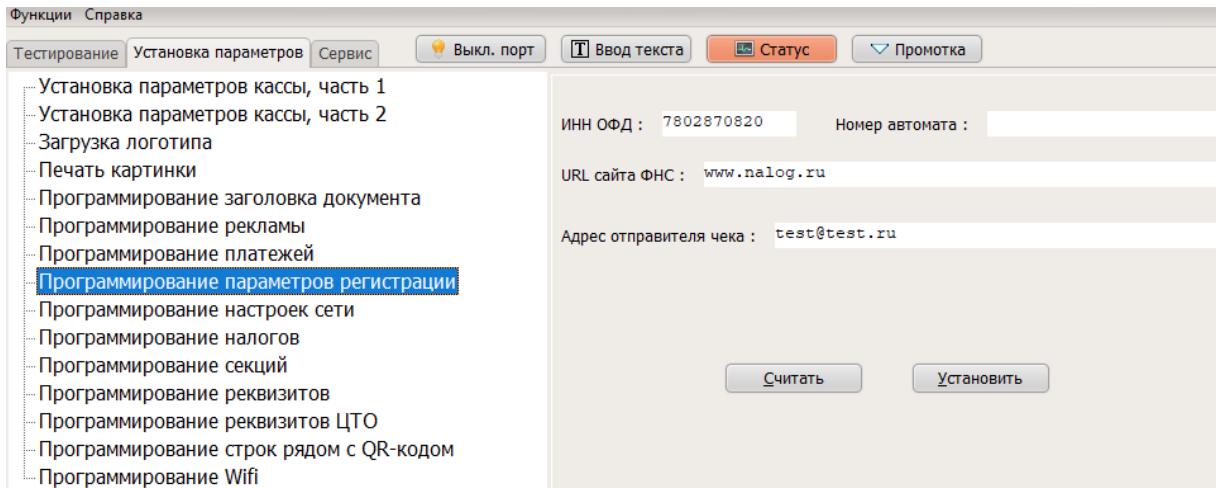 Функции Справка
Тестирование Установка параметров Сервис Выкл. порт T Ввод текста Статус Промотка
Установка параметров кассы, часть 1
Установка параметров кассы, часть 2
Загрузка логотипа
Печать картинки
Программирование заголовка документа
Программирование рекламы
Программирование платежей
Программирование параметров регистрации
Программирование настроек сети
Программирование налогов
Программирование секций
Программирование реквизитов
Программирование реквизитов ЦТО
Программирование строк рядом с QR-кодом
Программирование Wifi
ИНН ОФД : 7802870820 Номер автомата :
URL сайта ФНС : www.nalog.ru
Адрес отправителя чека : test@test.ru
Считать Установить